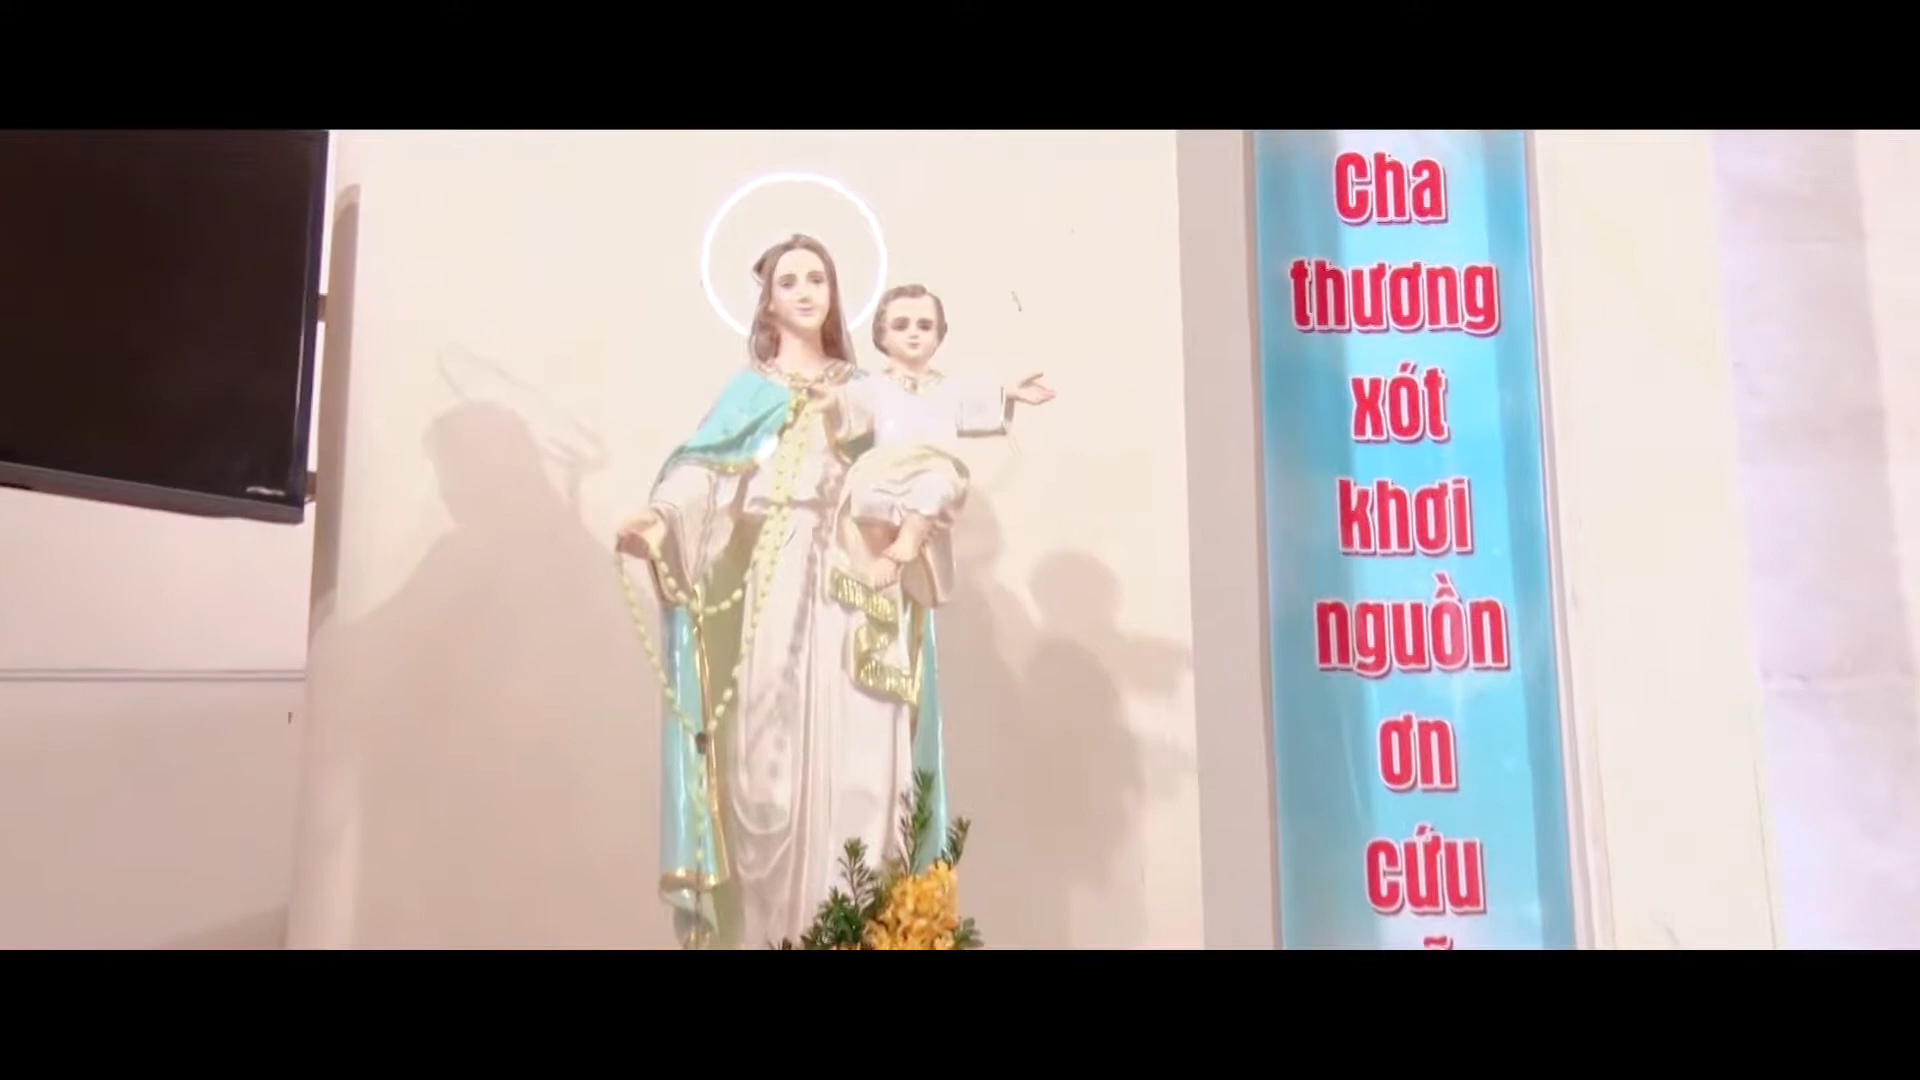 Cha
thương
xót
khơi
nguồn
ơn
cứu